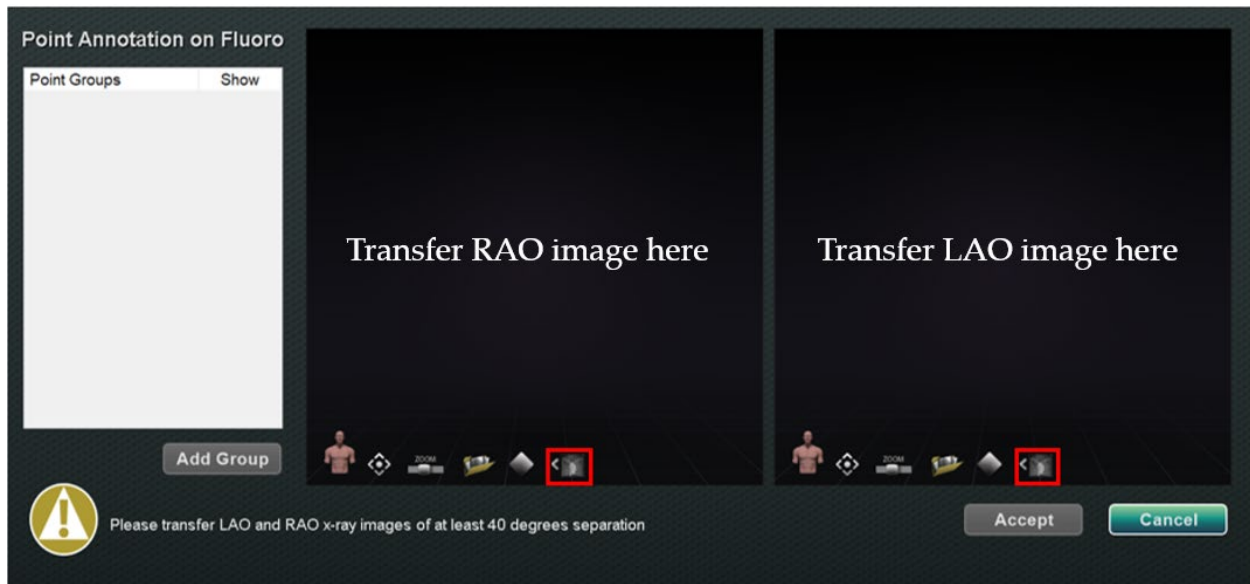 Point Annotation on Fluoro
Point Groups Show
Transfer RAO image here
Transfer LAO image here
ZOOM
ZOOM
Add Group
Please transfer LAO and RAO x-ray images of at least 40 degrees separation
Accept
Cancel